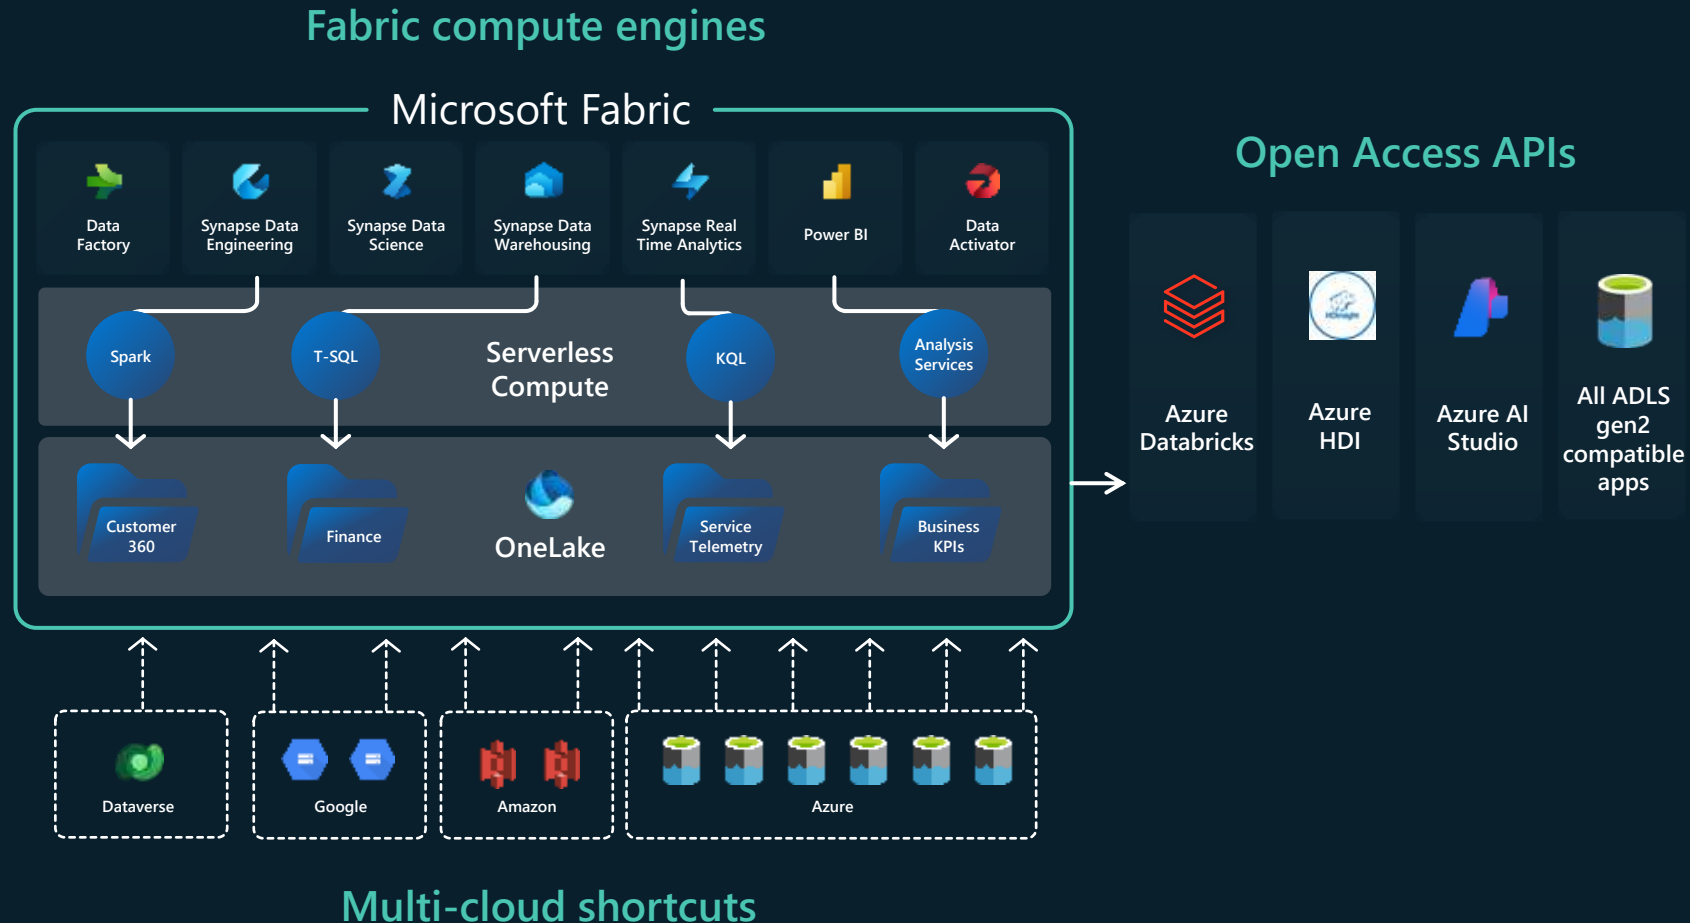 Fabric compute engines
Microsoft Fabric
Data
Factory
Synapse Data
Engineering
Synapse Data
Science
Synapse Data
Warehousing
Synapse Real
Time Analytics
Power BI
Data
Activator
Spark
T-SQL
Serverless
Compute
KQL
Analysis
Services
Customer
360
Finance
OneLake
Service
Telemetry
Business
KPIs
Open Access APIs
Azure
Databricks
HDInsight
Azure
HDI
Azure AI
Studio
All ADLS
gen2
compatible
apps
Dataverse
Google
Amazon
Azure
Multi-cloud shortcuts